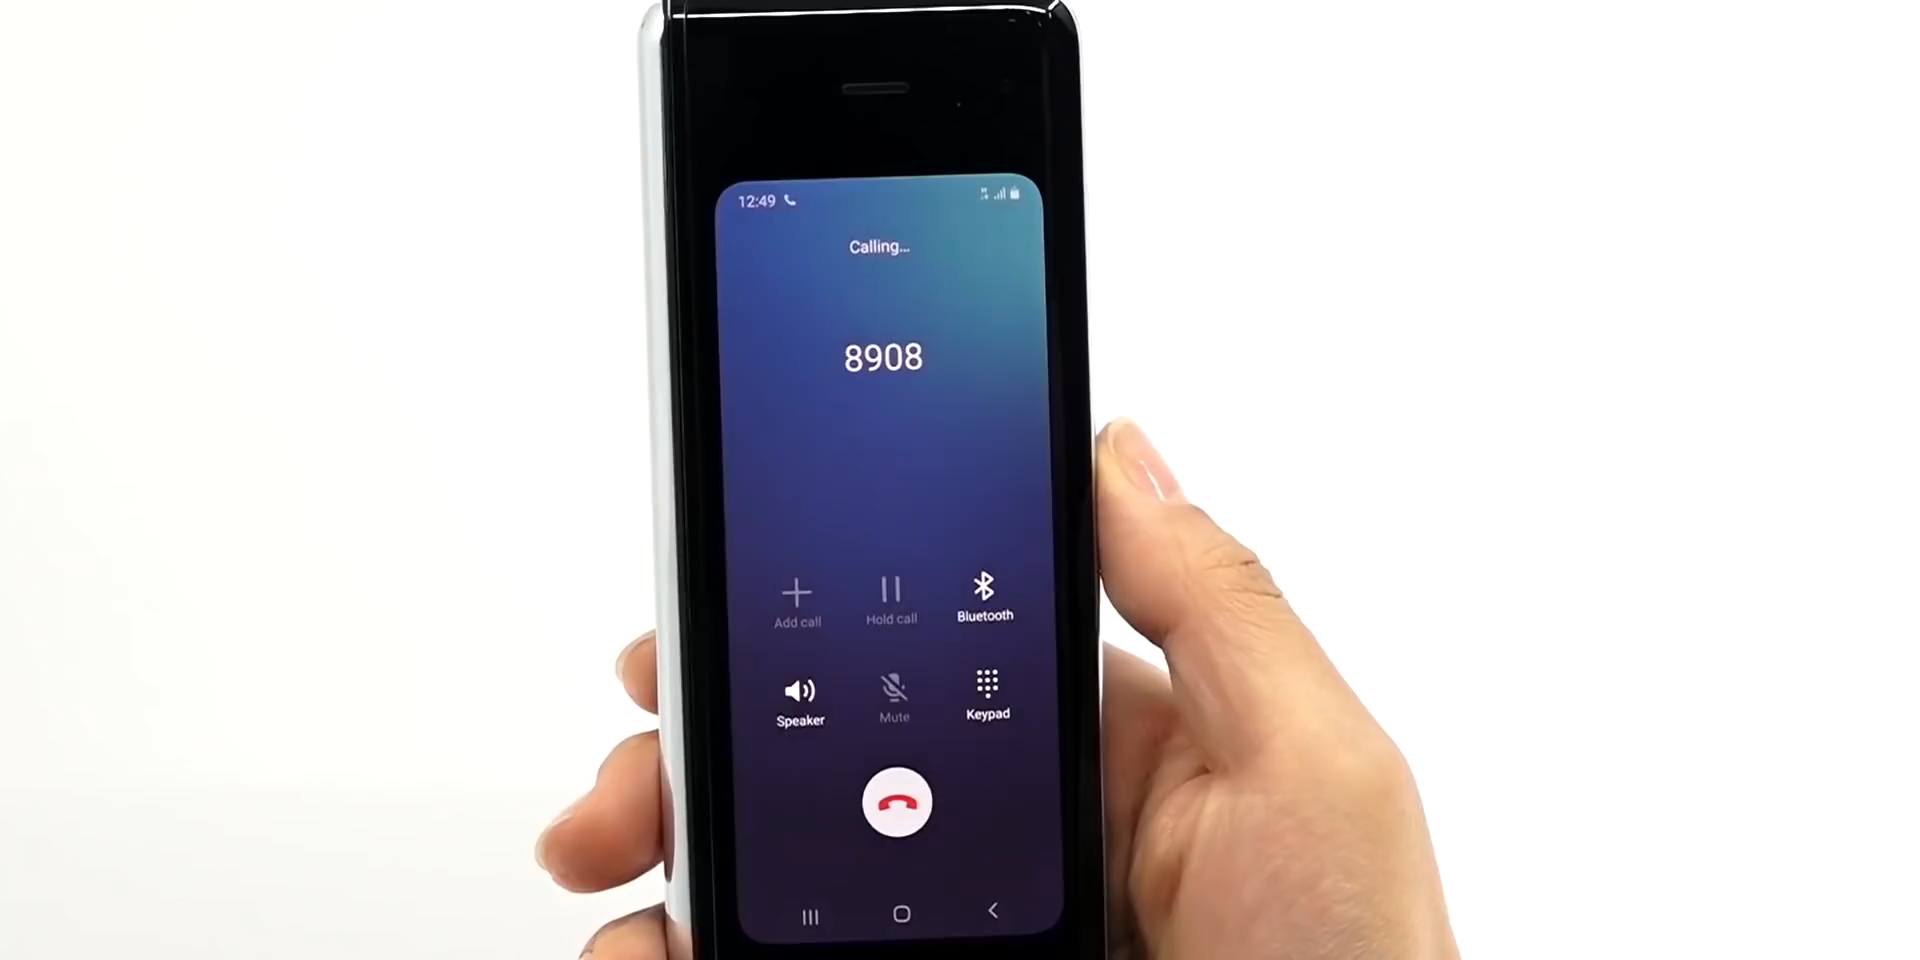 12:49
Calling...
8908
Add call
Hold call
Bluetooth
Speaker
Mute
Keypad